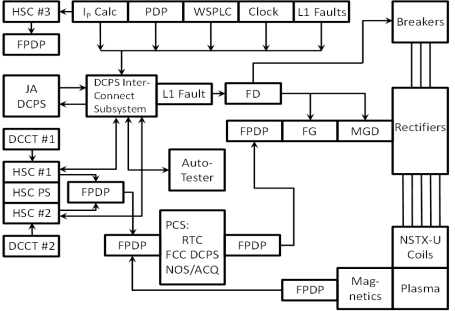 HSC #3
Iₚ Calc
PDP
WSPLC
Clock
L1 Faults
Breakers
FPDP
JA
DCPS
DCPS Inter-
Connect
Subsystem
L1 Fault
FD
Rectifiers
FPDP
FG
MGD
DCCT #1
HSC #1
HSC PS
HSC #2
DCCT #2
FPDP
Auto-
Tester
FPDP
PCS:
RTC
FCC DCPS
NOS/ACQ
FPDP
NSTX-U
Coils
FPDP
Mag-
netics
Plasma